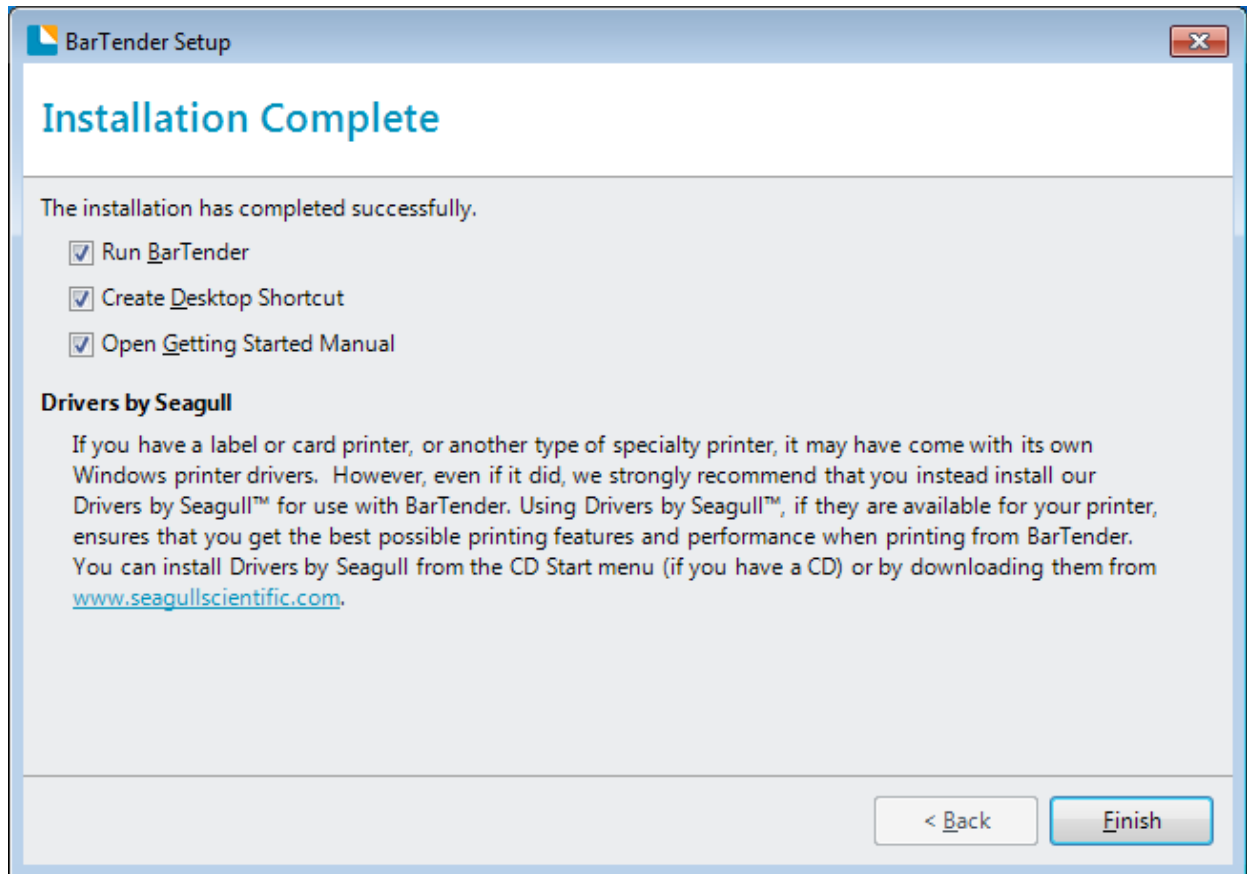 BarTender Setup
Installation Complete
The installation has completed successfully.
Run BarTender
Create Desktop Shortcut
Open Getting Started Manual
Drivers by Seagull
If you have a label or card printer, or another type of specialty printer, it may have come with its own
Windows printer drivers.  However, even if it did, we strongly recommend that you instead install our
Drivers by Seagull™ for use with BarTender. Using Drivers by Seagull™, if they are available for your printer,
ensures that you get the best possible printing features and performance when printing from BarTender.
You can install Drivers by Seagull from the CD Start menu (if you have a CD) or by downloading them from
www.seagullscientific.com.
< Back Finish